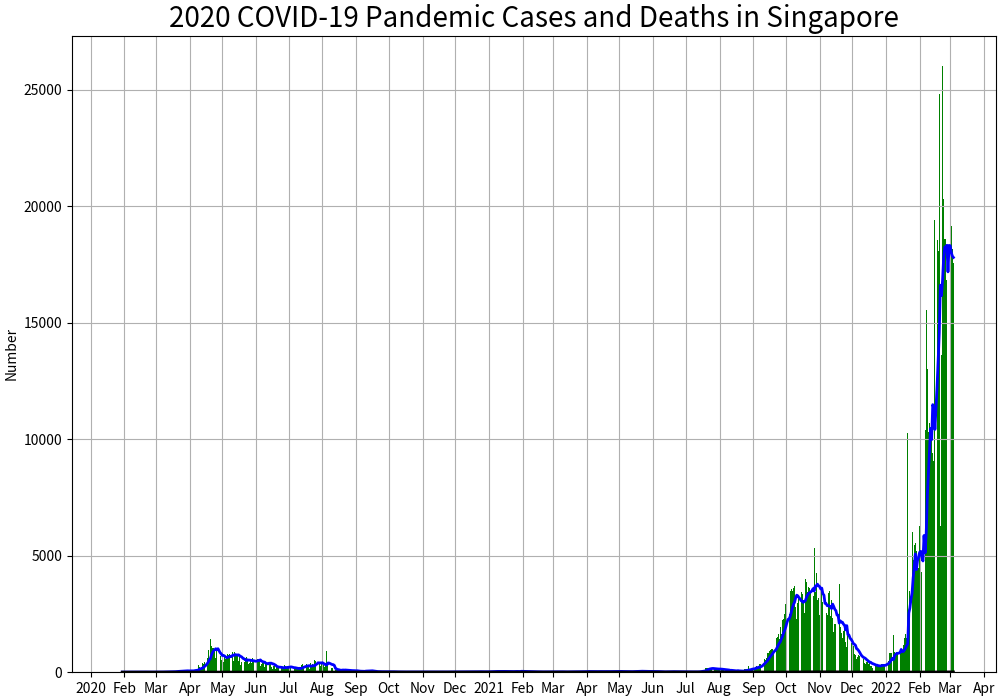 2020 COVID-19 Pandemic Cases and Deaths in Singapore
Number
25000
20000
15000
10000
5000
0
2020 Feb Mar Apr May Jun Jul Aug Sep Oct Nov Dec 2021 Feb Mar Apr May Jun Jul Aug Sep Oct Nov Dec 2022 Feb Mar Apr